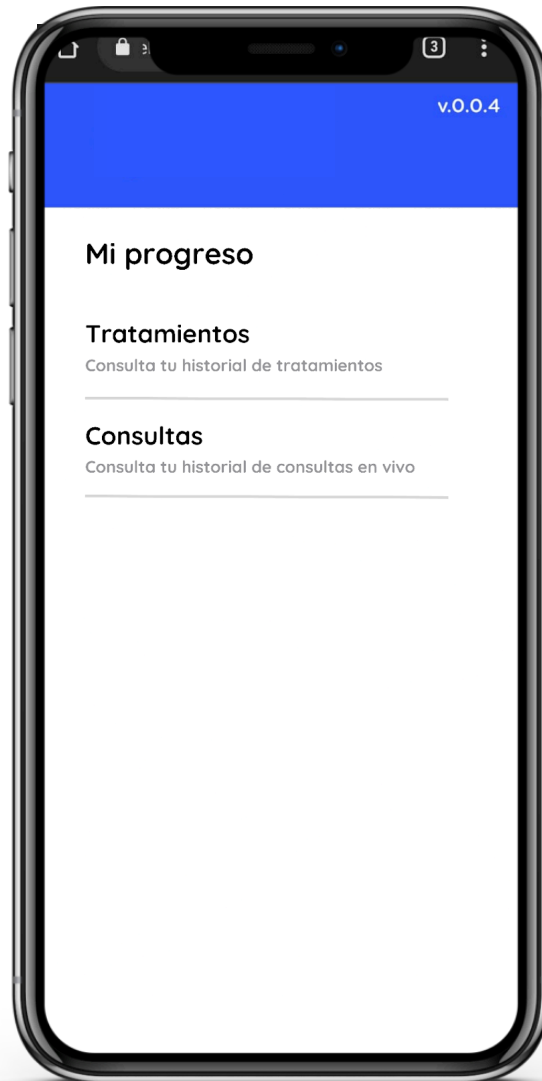 3
v.0.0.4
Mi progreso
Tratamientos
Consulta tu historial de tratamientos
Consultas
Consulta tu historial de consultas en vivo